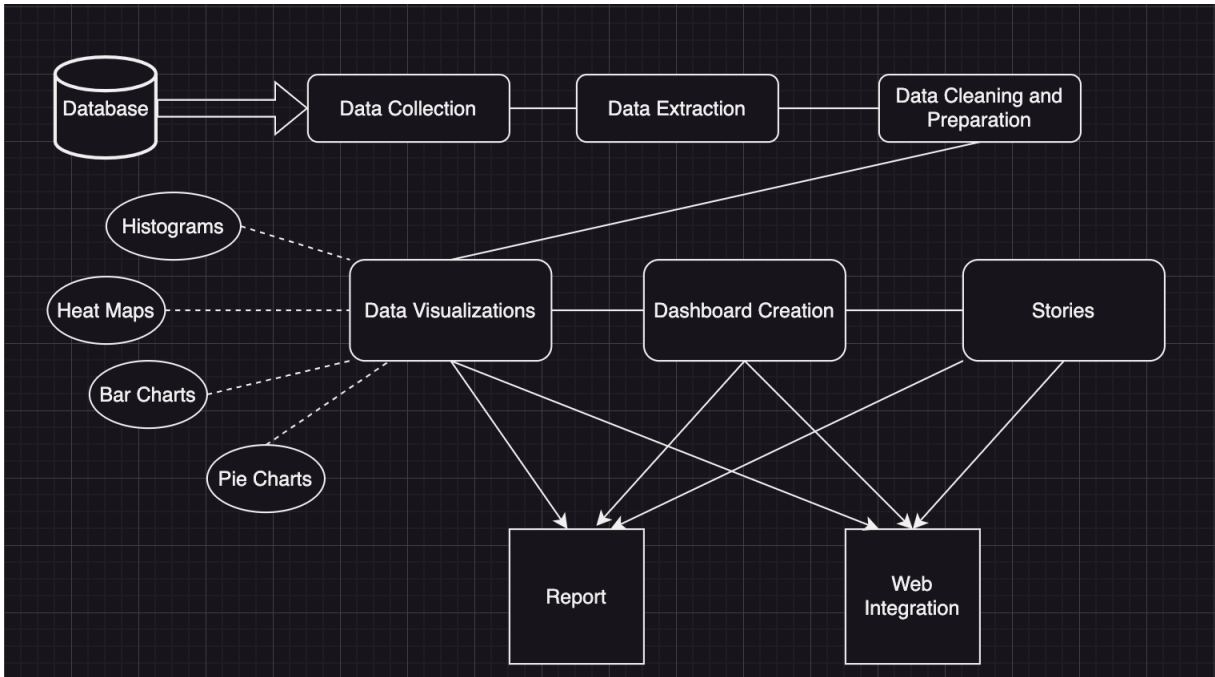 Database
Data Collection
Data Extraction
Data Cleaning and
Preparation
Histograms
Heat Maps
Bar Charts
Pie Charts
Data Visualizations
Dashboard Creation
Stories
Report
Web
Integration